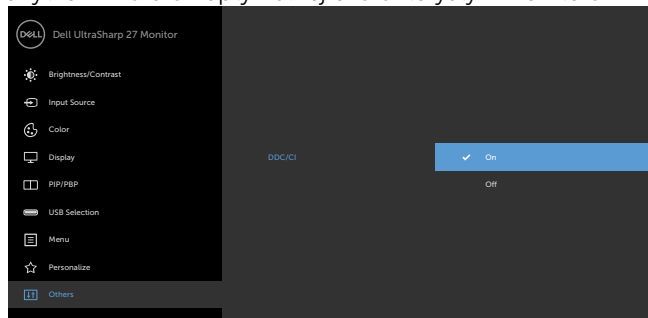 DELL Dell UltraSharp 27 Monitor
Brightness/Contrast
Input Source
Color
Display
DDC/CI
On
PIP/PBP
Off
USB Selection
Menu
Personalize
Others